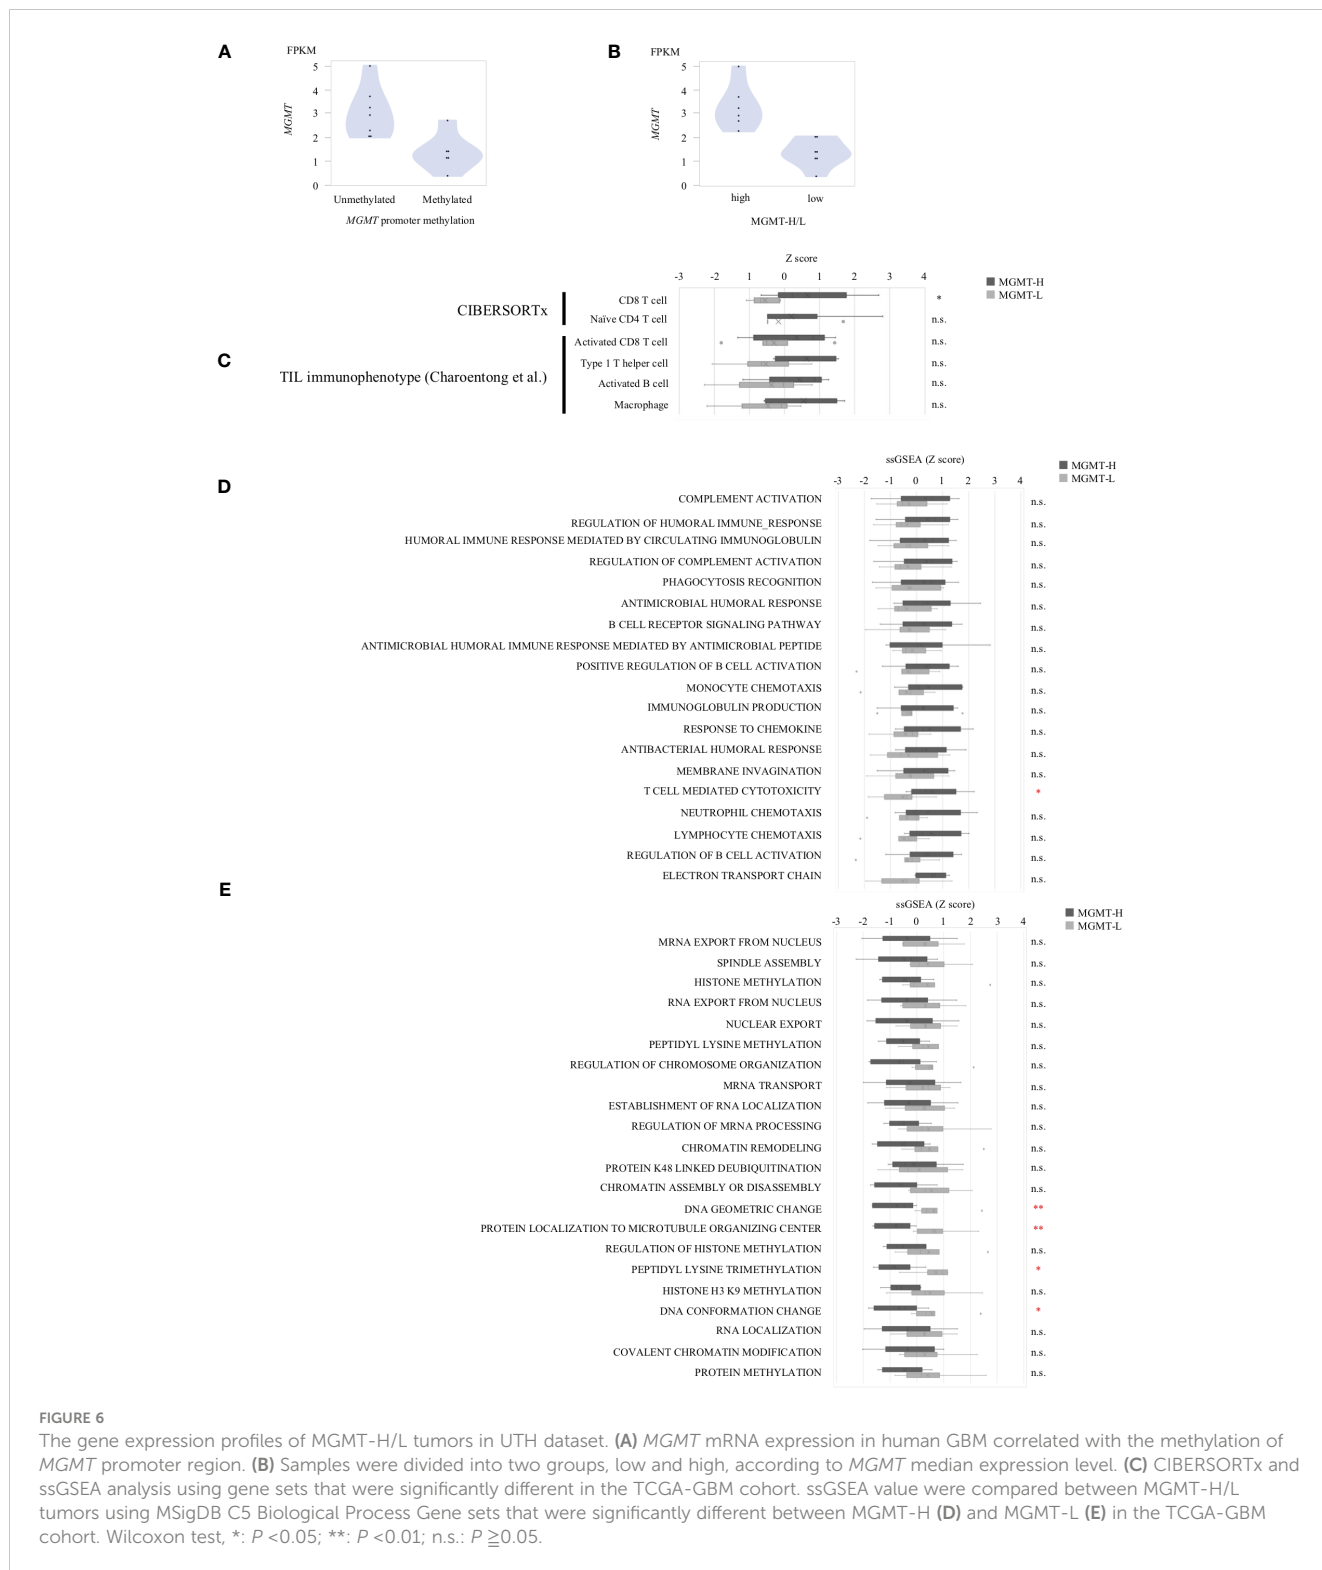 A
FPKM
5
4
3
2
1
0
MGMT
Unmethylated Methylated
MGMT promoter methylation
B
FPKM
5
4
3
2
1
0
MGMT
high low
MGMT-H/L
C
Z score
-3 -2 1 0 1 2 3 4
MGMT-H
MGMT-L
CIBERSORTx
CD8 T cell *
Naïve CD4 T cell n.s.
TIL immunophenotype (Charoentong et al.)
Activated CD8 T cell n.s.
Type 1 T helper cell n.s.
Activated B cell n.s.
Macrophage n.s.
D
ssGSEA (Z score)
-3 -2 -1 0 1 2 3 4
MGMT-H
MGMT-L
COMPLEMENT ACTIVATION n.s.
REGULATION OF HUMORAL IMMUNE_RESPONSE n.s.
HUMORAL IMMUNE RESPONSE MEDIATED BY CIRCULATING IMMUNOGLOBULIN n.s.
REGULATION OF COMPLEMENT ACTIVATION n.s.
PHAGOCYTOSIS RECOGNITION n.s.
ANTIMICROBIAL HUMORAL RESPONSE n.s.
B CELL RECEPTOR SIGNALING PATHWAY n.s.
ANTIMICROBIAL HUMORAL IMMUNE RESPONSE MEDIATED BY ANTIMICROBIAL PEPTIDE n.s.
POSITIVE REGULATION OF B CELL ACTIVATION n.s.
MONOCYTE CHEMOTAXIS n.s.
IMMUNOGLOBULIN PRODUCTION n.s.
RESPONSE TO CHEMOKINE n.s.
ANTIBACTERIAL HUMORAL RESPONSE n.s.
MEMBRANE INVAGINATION n.s.
T CELL MEDIATED CYTOTOXICITY *
NEUTROPHIL CHEMOTAXIS n.s.
LYMPHOCYTE CHEMOTAXIS n.s.
REGULATION OF B CELL ACTIVATION n.s.
ELECTRON TRANSPORT CHAIN n.s.
E
ssGSEA (Z score)
-3 -2 -1 0 1 2 3 4
MGMT-H
MGMT-L
MRNA EXPORT FROM NUCLEUS n.s.
SPINDLE ASSEMBLY n.s.
HISTONE METHYLATION n.s.
RNA EXPORT FROM NUCLEUS n.s.
NUCLEAR EXPORT n.s.
PEPTIDYL LYSINE METHYLATION n.s.
REGULATION OF CHROMOSOME ORGANIZATION n.s.
MRNA TRANSPORT n.s.
ESTABLISHMENT OF RNA LOCALIZATION n.s.
REGULATION OF MRNA PROCESSING n.s.
CHROMATIN REMODELING n.s.
PROTEIN K48 LINKED DEUBIQUITINATION n.s.
CHROMATIN ASSEMBLY OR DISASSEMBLY n.s.
DNA GEOMETRIC CHANGE **
PROTEIN LOCALIZATION TO MICROTUBULE ORGANIZING CENTER **
REGULATION OF HISTONE METHYLATION n.s.
PEPTIDYL LYSINE TRIMETHYLATION *
HISTONE H3 K9 METHYLATION n.s.
DNA CONFORMATION CHANGE *
RNA LOCALIZATION n.s.
COVALENT CHROMATIN MODIFICATION n.s.
PROTEIN METHYLATION n.s.
FIGURE 6
The gene expression profiles of MGMT-H/L tumors in UTH dataset. (A) MGMT mRNA expression in human GBM correlated with the methylation of
MGMT promoter region. (B) Samples were divided into two groups, low and high, according to MGMT median expression level. (C) CIBERSORTx and
ssGSEA analysis using gene sets that were significantly different in the TCGA-GBM cohort. ssGSEA value were compared between MGMT-H/L
tumors using MSigDB C5 Biological Process Gene sets that were significantly different between MGMT-H (D) and MGMT-L (E) in the TCGA-GBM
cohort. Wilcoxon test, *: P <0.05; **: P <0.01; n.s.: P ≧0.05.